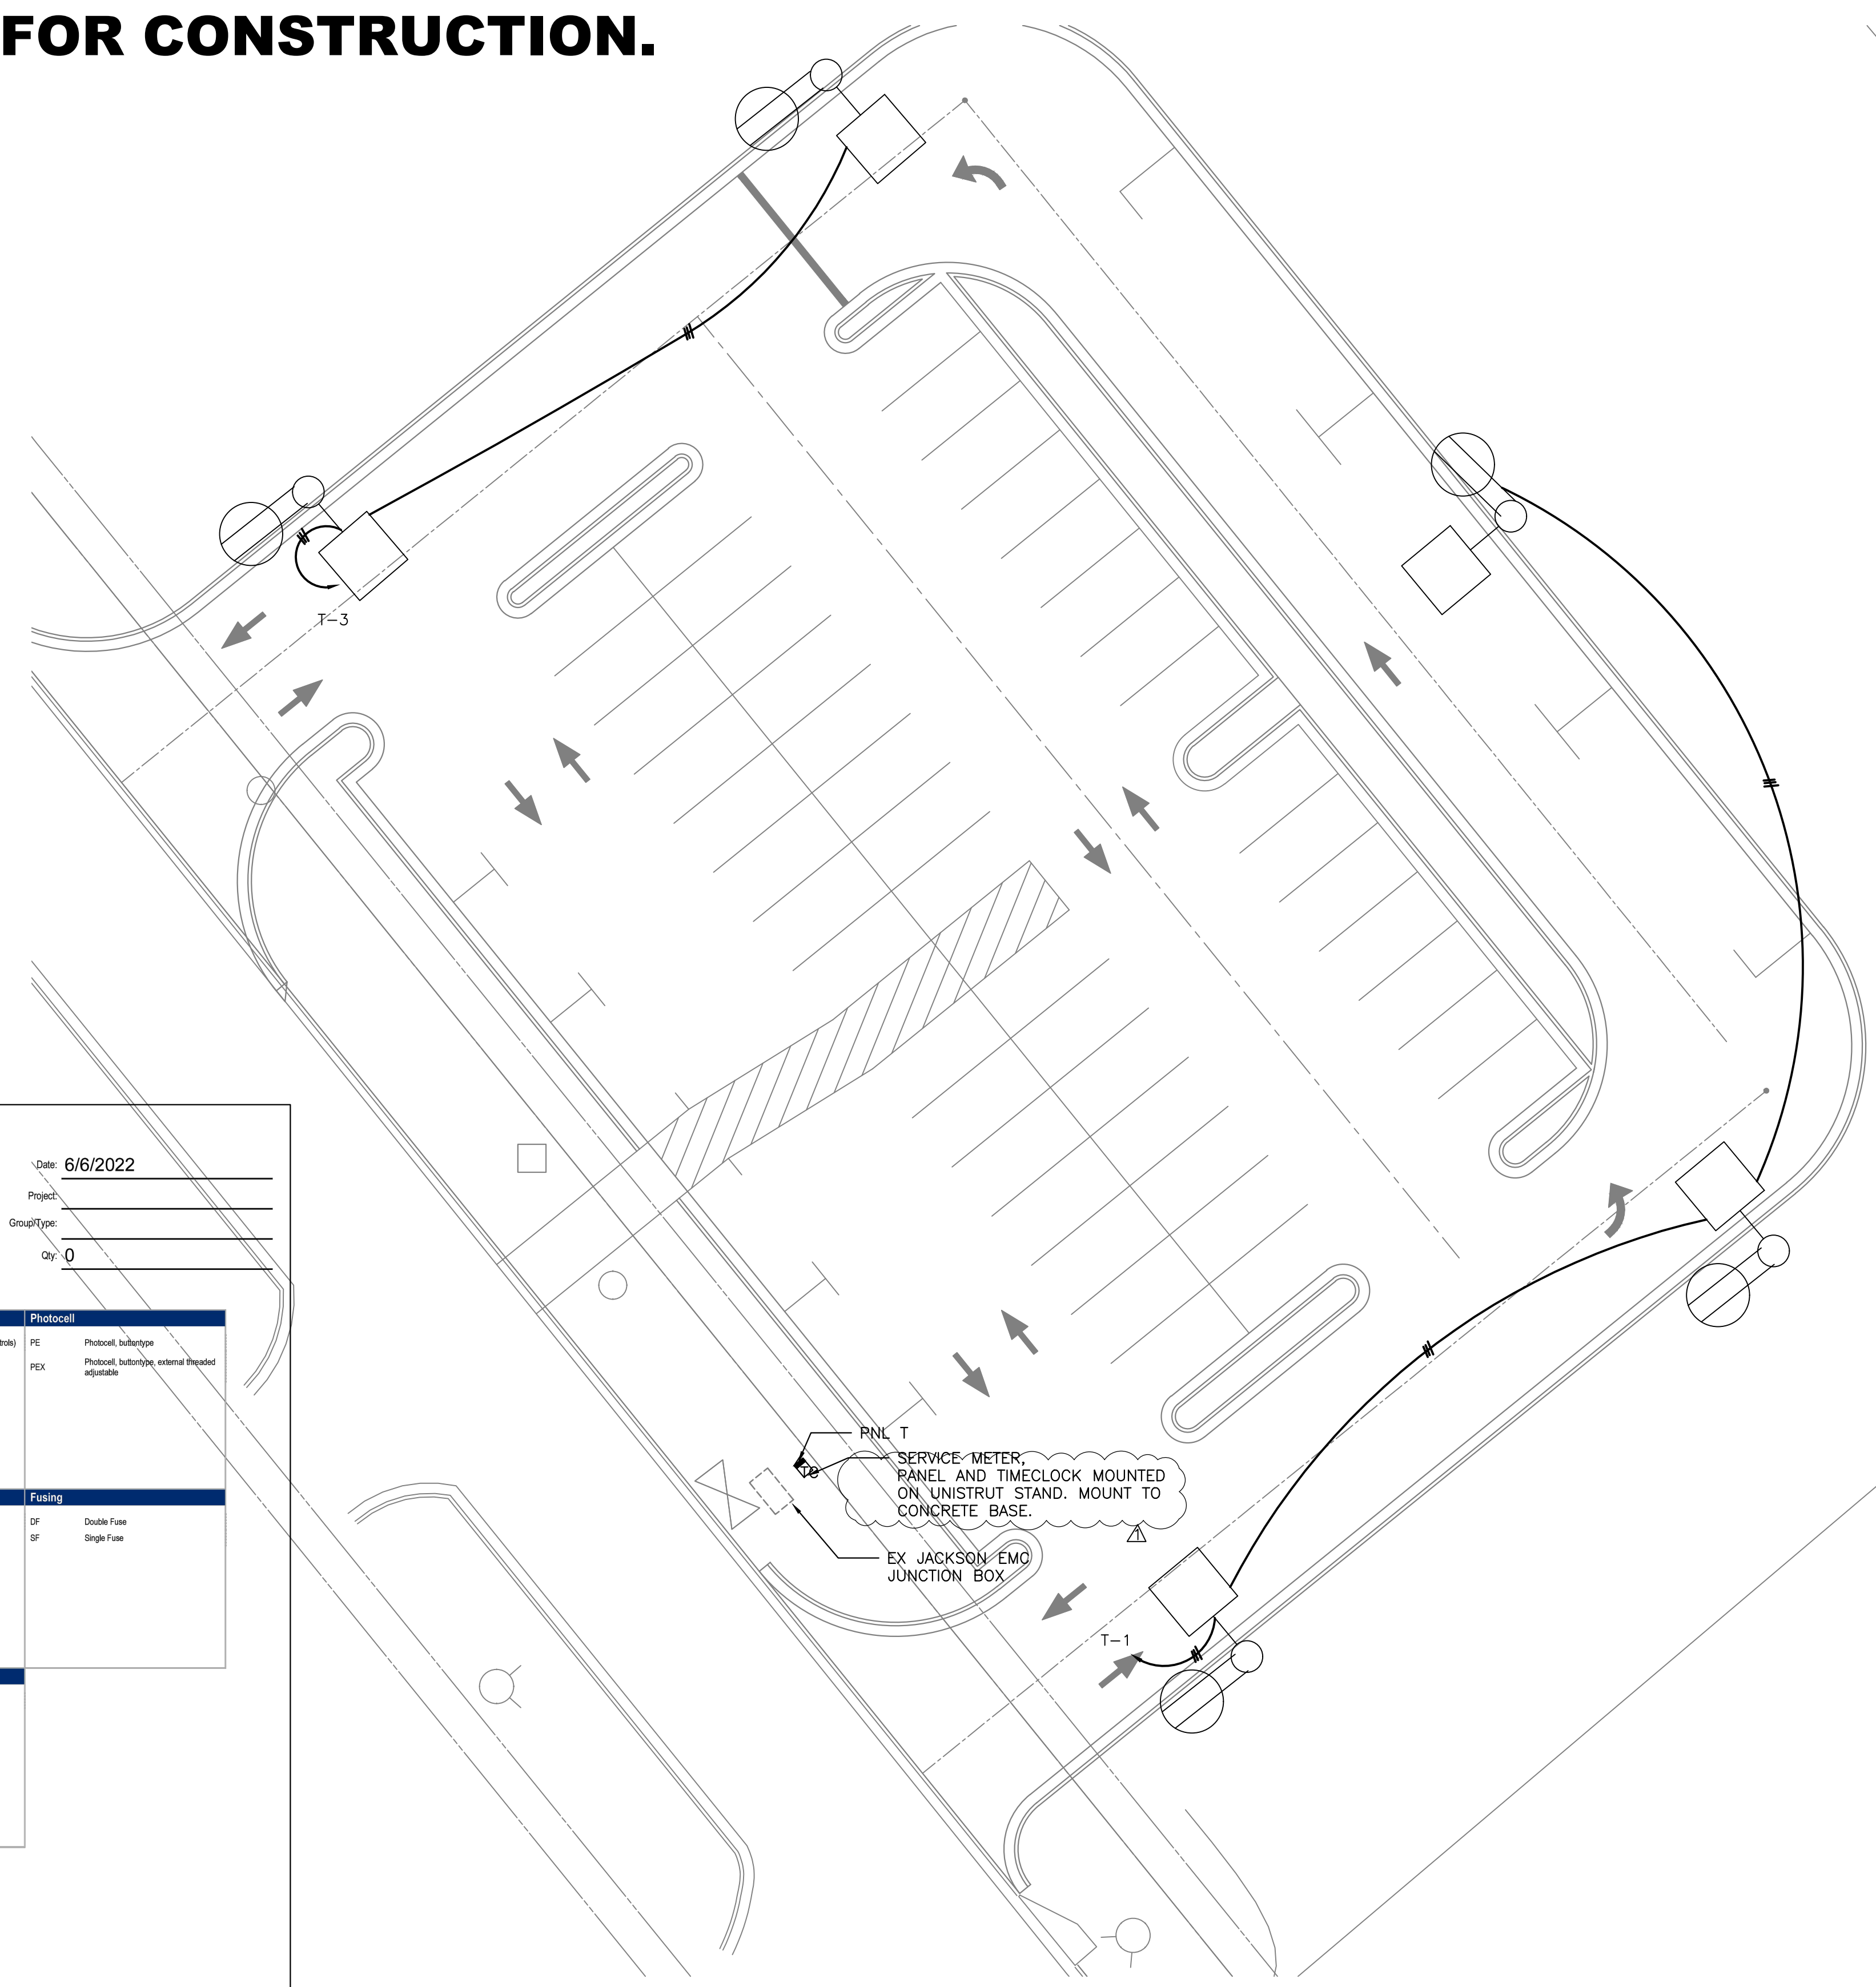 FOR CONSTRUCTION.
T-3
Date: 6/6/2022
Project:
Group/Type:
Qty: 0
Photocell
trols)
PE Photocell, buttontype
PEX Photocell, buttontype, external threaded
adjustable
Fusing
DF Double Fuse
SF Single Fuse
PNL T
TC
SERVICE METER,
PANEL AND TIMECLOCK MOUNTED
ON UNISTRUT STAND. MOUNT TO
CONCRETE BASE.
1
EX JACKSON EMC
JUNCTION BOX
T-1